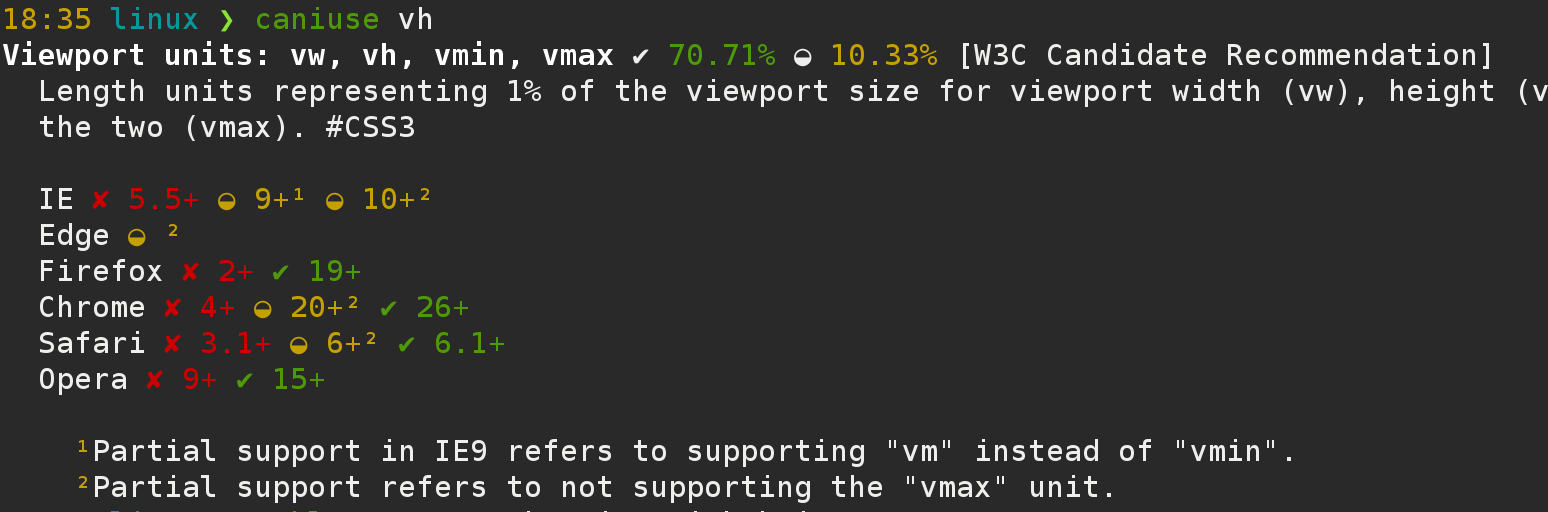 18:35 linux ❯ caniuse vh
Viewport units: vw, vh, vmin, vmax ✔ 70.71% ◒ 10.33% [W3C Candidate Recommendation]
Length units representing 1% of the viewport size for viewport width (vw), height (v
the two (vmax). #CSS3
IE ✘ 5.5+ ◒ 9+¹ ◒ 10+²
Edge ◒ ²
Firefox ✘ 2+ ✔ 19+
Chrome ✘ 4+ ◒ 20+² ✔ 26+
Safari ✘ 3.1+ ◒ 6+² ✔ 6.1+
Opera ✘ 9+ ✔ 15+
¹Partial support in IE9 refers to supporting "vm" instead of "vmin".
²Partial support refers to not supporting the "vmax" unit.